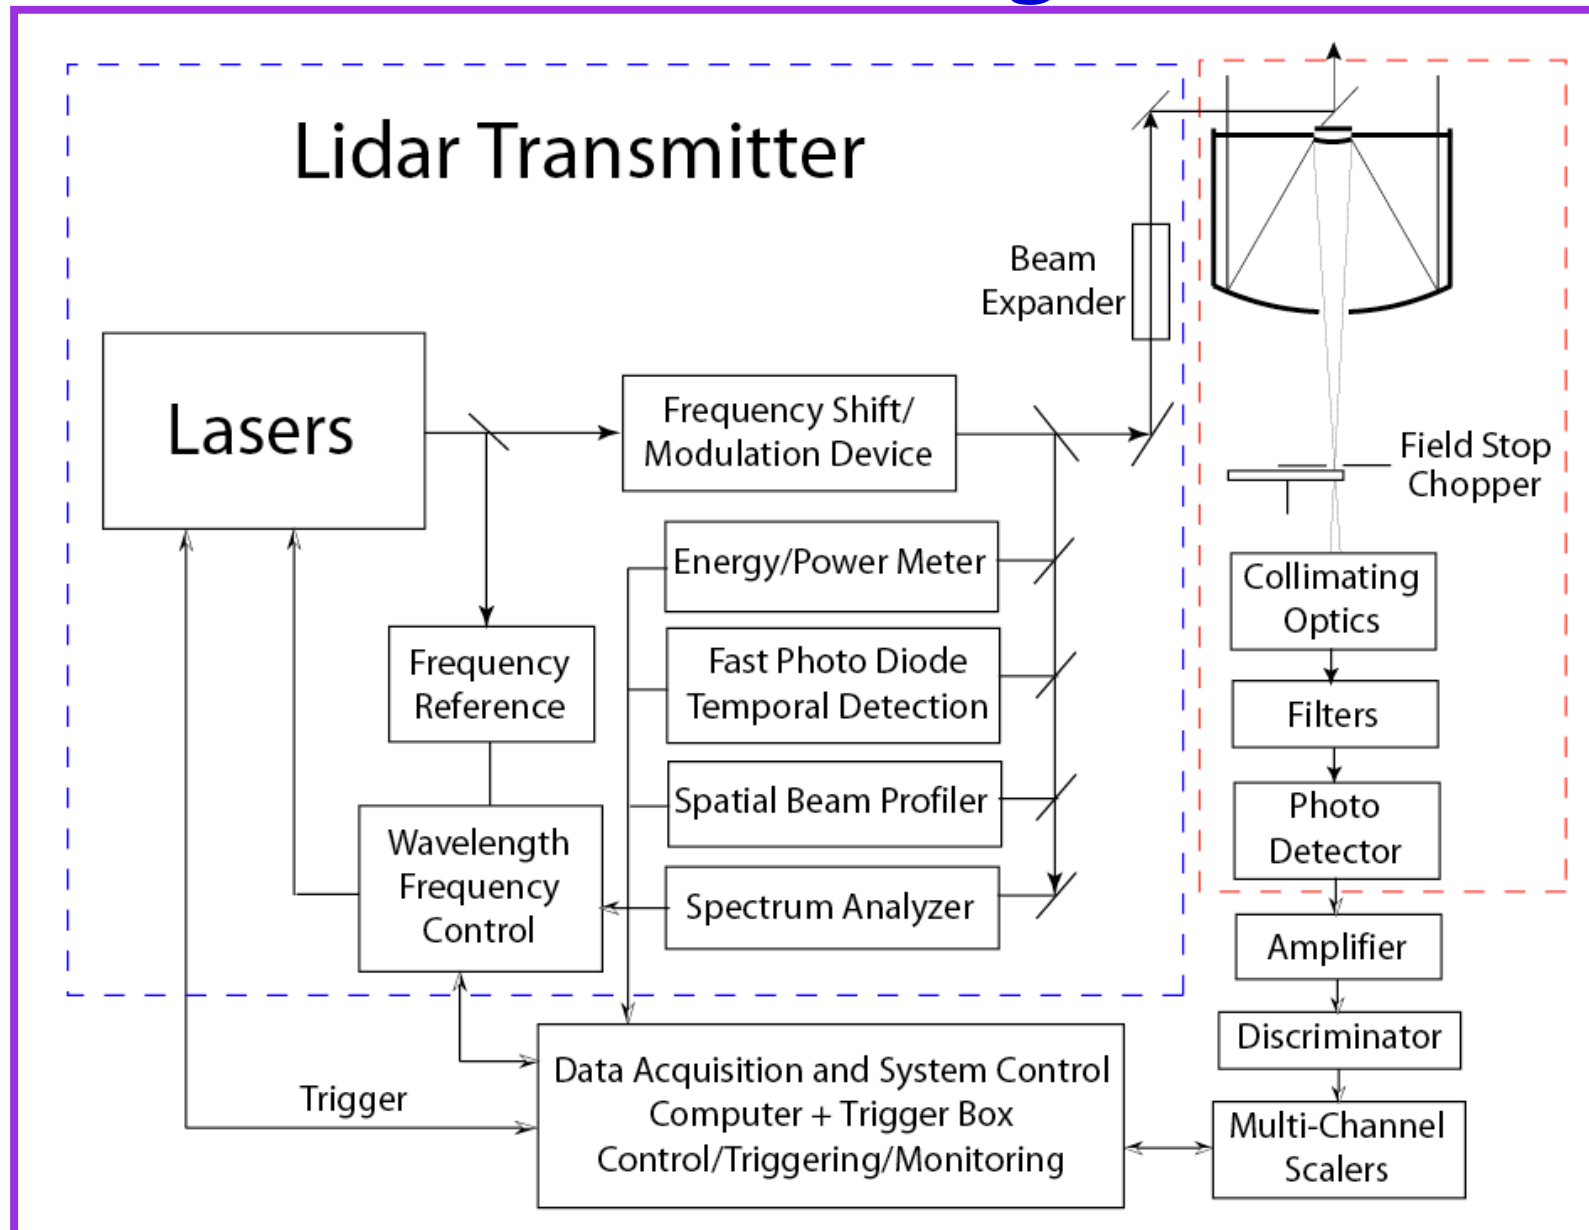 Lidar Transmitter
Beam
Expander
Lasers
Frequency Shift/
Modulation Device
Field Stop
Chopper
Energy/Power Meter
Collimating
Optics
Frequency
Reference
Fast Photo Diode
Temporal Detection
Filters
Spatial Beam Profiler
Photo
Detector
Wavelength
Frequency
Control
Spectrum Analyzer
Amplifier
Discriminator
Trigger
Data Acquisition and System Control
Computer + Trigger Box
Control/Triggering/Monitoring
Multi-Channel
Scalers